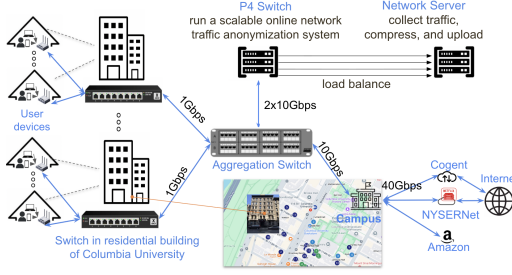 P4 Switch
run a scalable online network
traffic anonymization system
Network Server
collect traffic,
compress, and upload
load balance
1Gbps
2x10Gbps
User
devices
Aggregation Switch
10Gbps
1Gbps
40Gbps
Cogent
Internet
NYSERNet
Campus
Amazon
Switch in residential building
of Columbia University